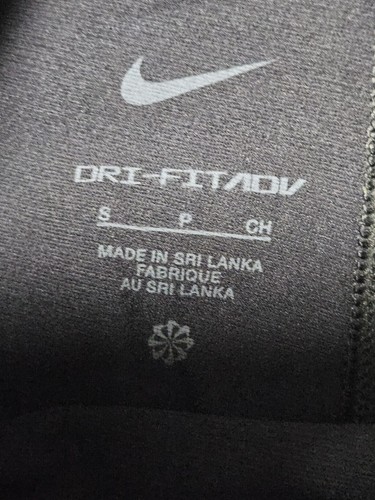 DRI-FIT ADV
S P CH
MADE IN SRI LANKA
FABRIQUE
AU SRI LANKA